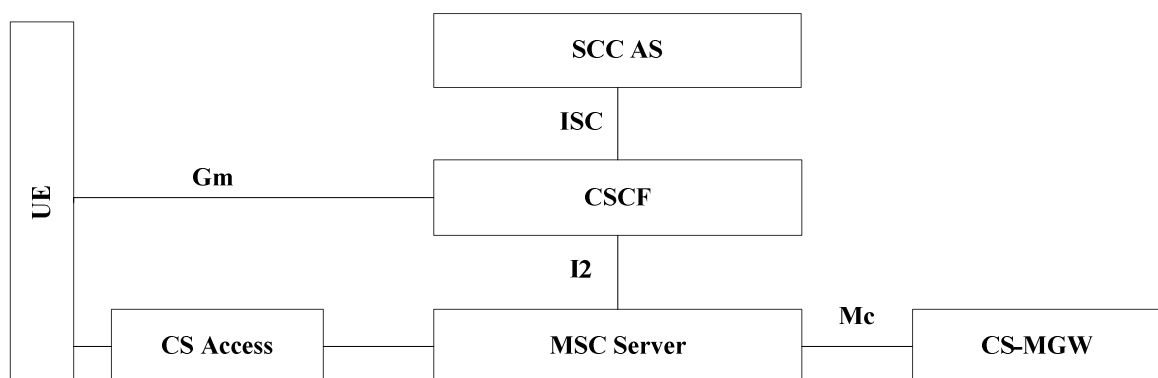 SCC AS
ISC
Gm
UE
CSCF
I2
Mc
CS Access
MSC Server
CS-MGW